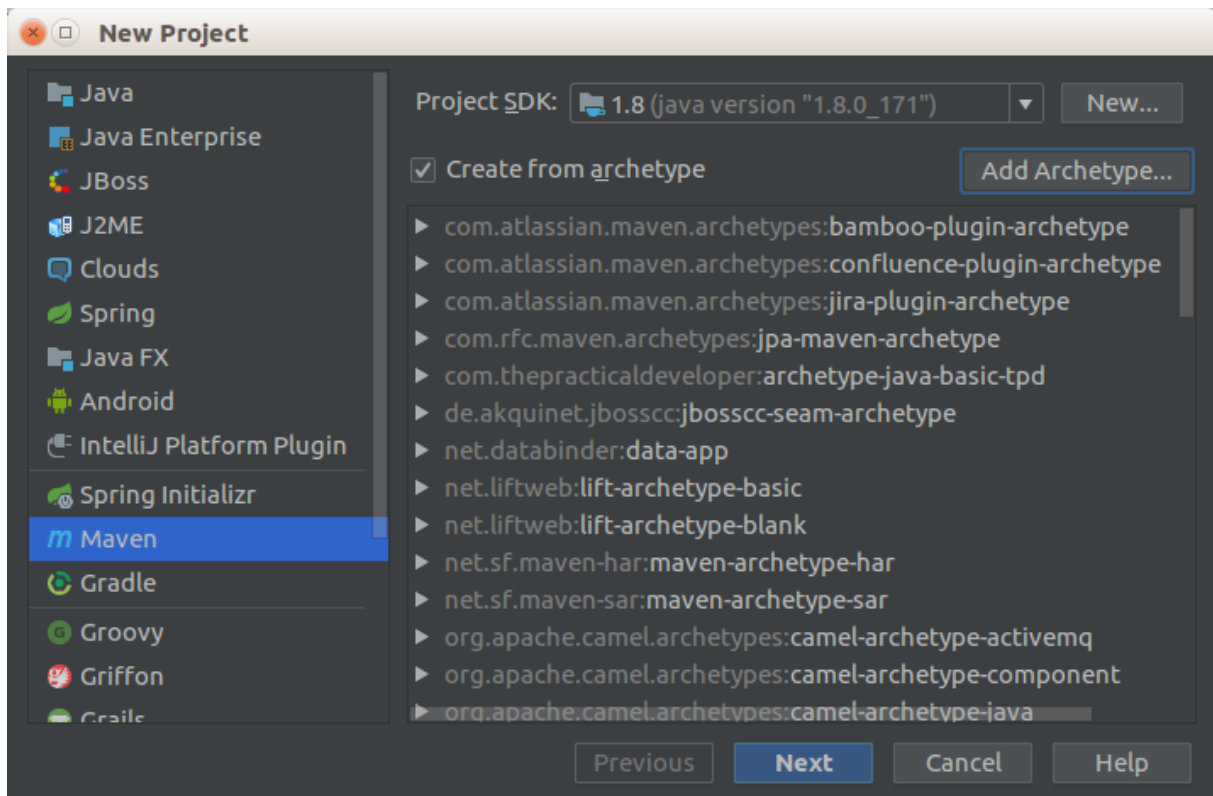 New Project
Java
Java Enterprise
JBoss
J2ME
Clouds
Spring
Java FX
Android
IntelliJ Platform Plugin
Spring Initializr
Maven
Gradle
Groovy
Griffon
Grails
Project SDK: 1.8 (java version "1.8.0_171") New...
Create from archetype Add Archetype...
com.atlassian.maven.archetypes:bamboo-plugin-archetype
com.atlassian.maven.archetypes:confluence-plugin-archetype
com.atlassian.maven.archetypes:jira-plugin-archetype
com.rfc.maven.archetypes:jpa-maven-archetype
com.thepracticaldeveloper:archetype-java-basic-tpd
de.akquinet.jbosscc:jbosscc-seam-archetype
net.databinder:data-app
net.liftweb:lift-archetype-basic
net.liftweb:lift-archetype-blank
net.sf.maven-har:maven-archetype-har
net.sf.maven-sar:maven-archetype-sar
org.apache.camel.archetypes:camel-archetype-activemq
org.apache.camel.archetypes:camel-archetype-component
org.apache.camel.archetypes:camel-archetype-java
Previous Next Cancel Help